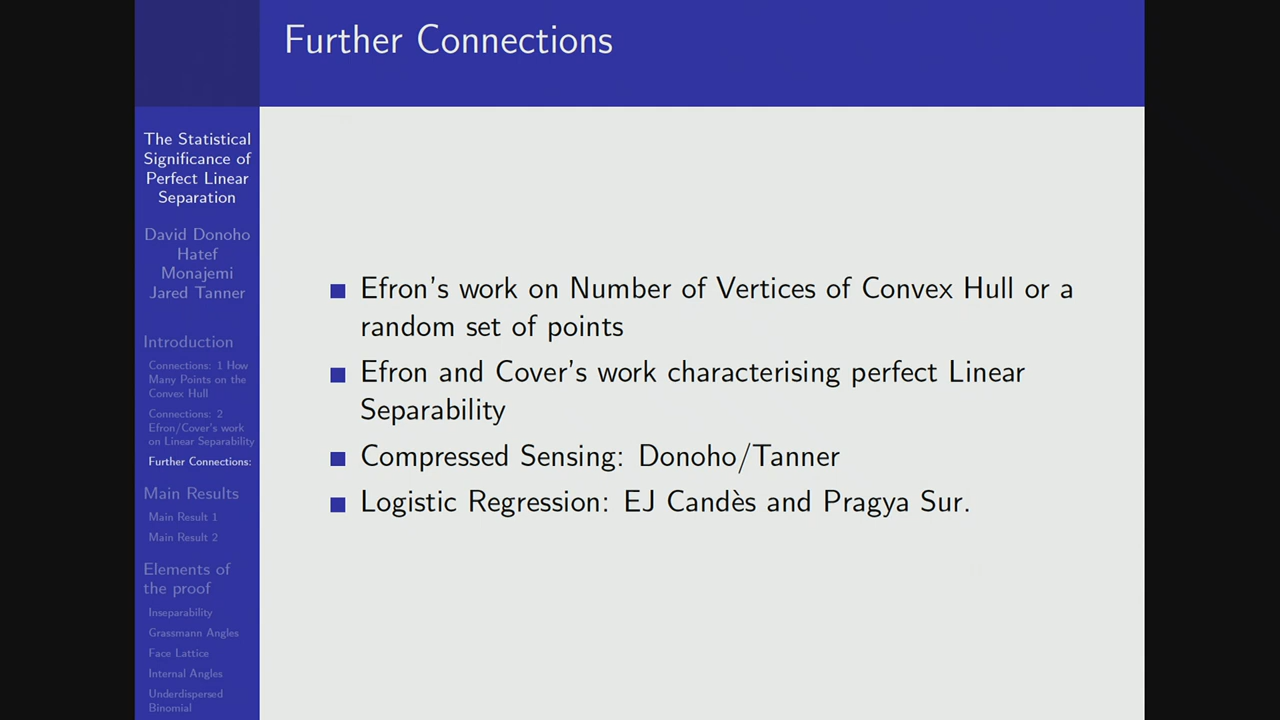 Further Connections
The Statistical
Significance of
Perfect Linear
Separation
David Donoho
Hatef
Monajemi
Jared Tanner
Introduction
Connections: 1 How
Many Points on the
Convex Hull
Connections: 2
Efron/Cover's work
on Linear Separability
Further Connections:
Main Results
Main Result 1
Main Result 2
Elements of
the proof
Inseparability
Grassmann Angles
Face Lattice
Internal Angles
Underdispersed
Binomial
Efron's work on Number of Vertices of Convex Hull or a
random set of points
Efron and Cover's work characterising perfect Linear
Separability
Compressed Sensing: Donoho/Tanner
Logistic Regression: EJ Candès and Pragya Sur.